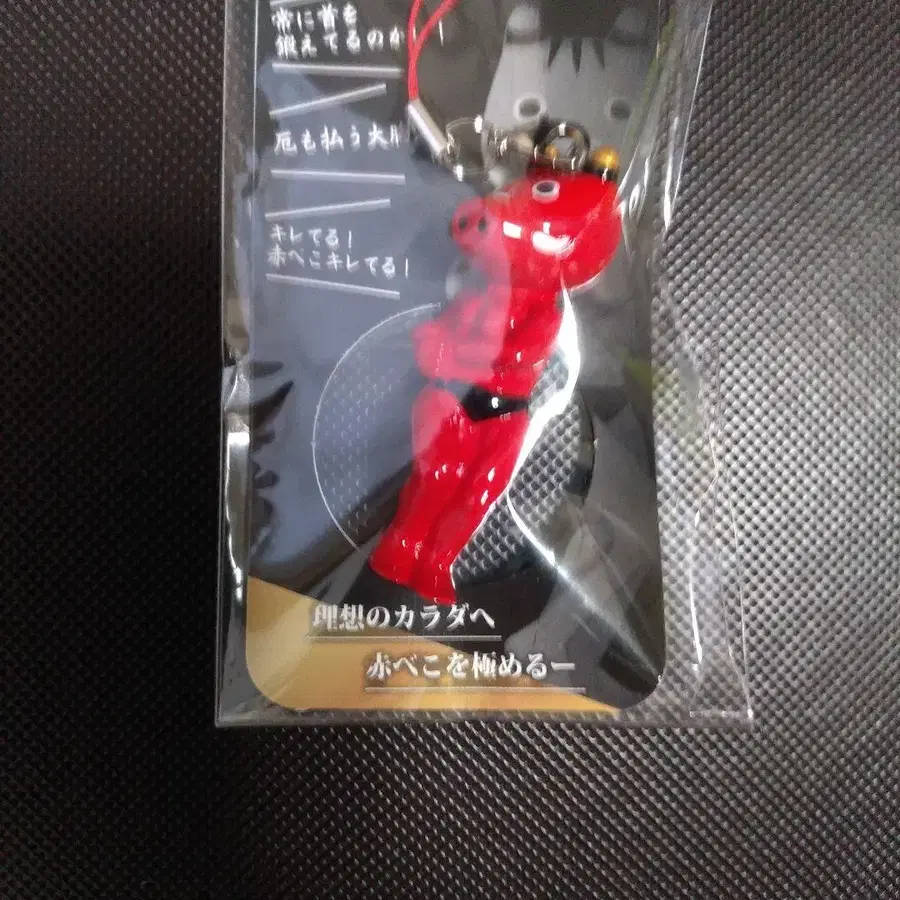 常に首を
鍛えてるのか！！
厄も払う大
キレてる！
赤べこキレてる！
理想のカラダへ
赤べこを極めるー